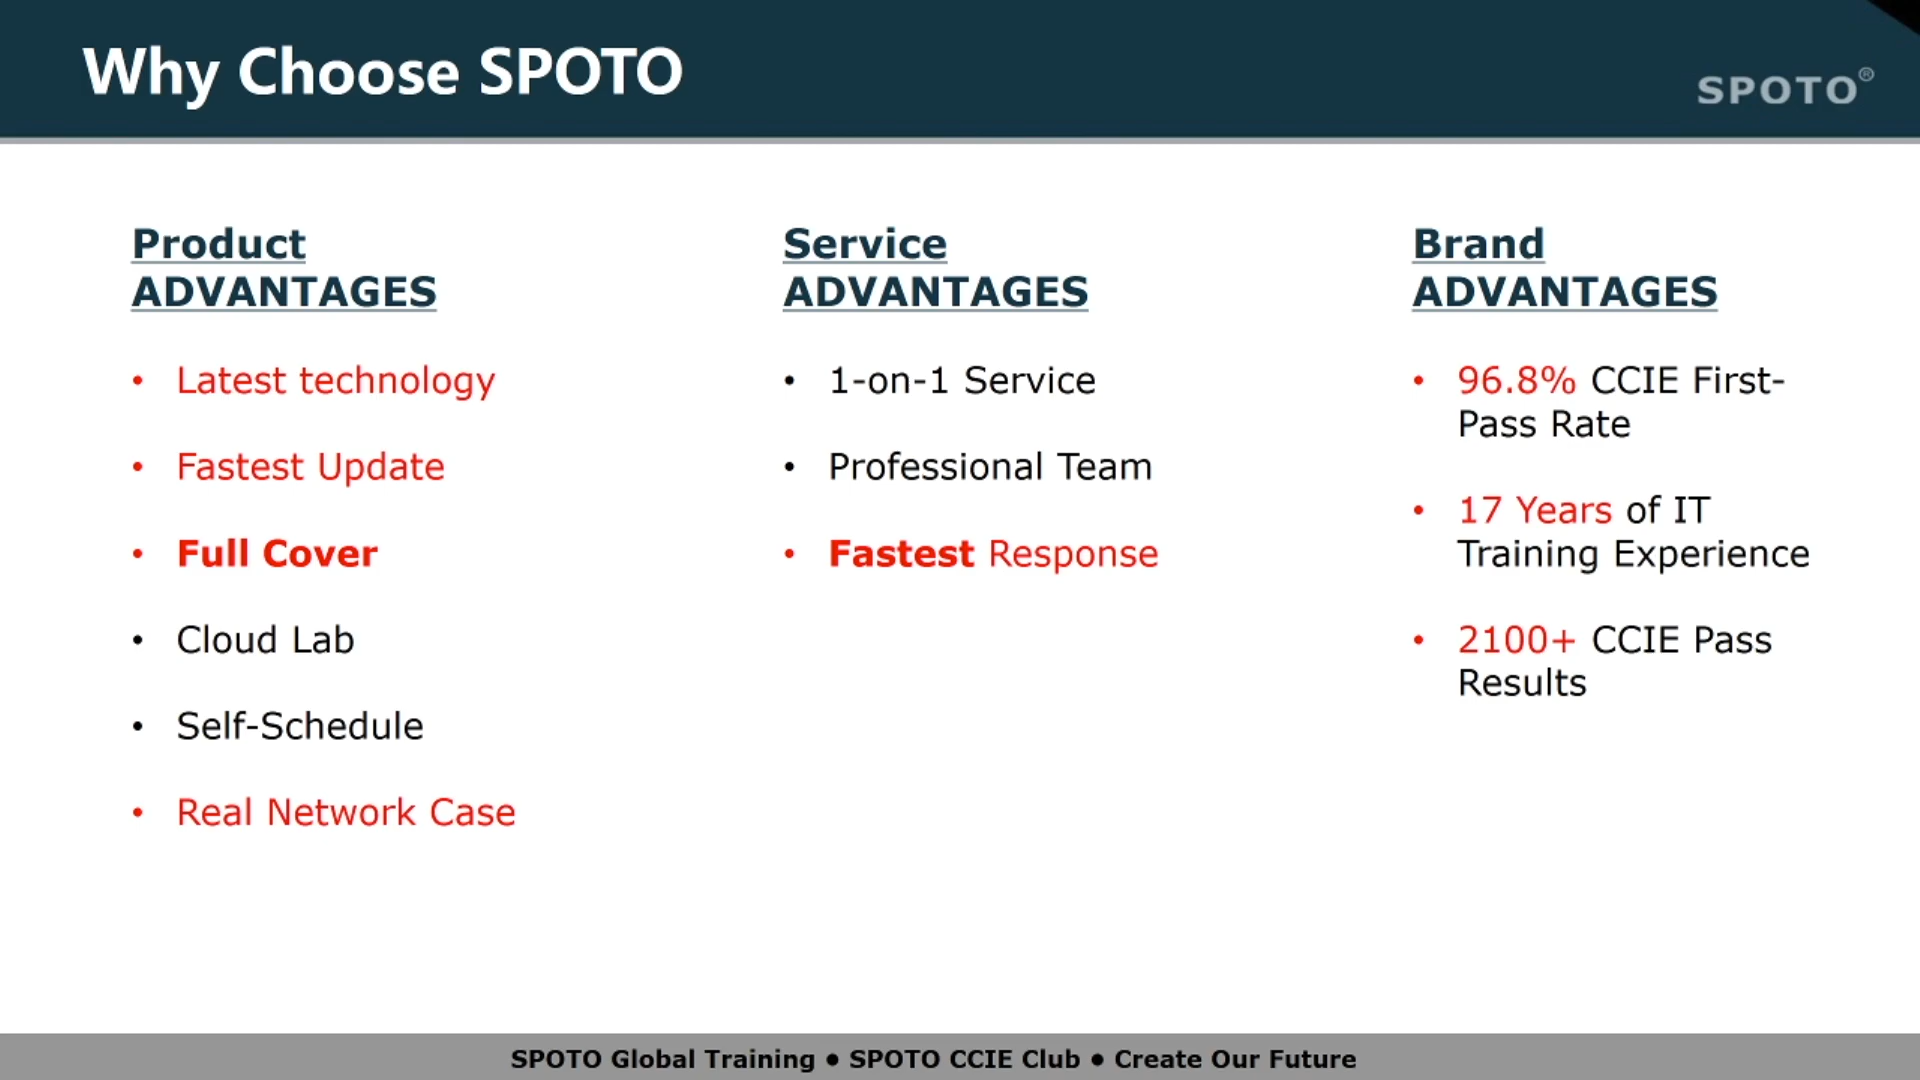 Why Choose SPOTO
SPOTO®
Product
ADVANTAGES
• Latest technology
• Fastest Update
• Full Cover
• Cloud Lab
• Self-Schedule
• Real Network Case
Service
ADVANTAGES
• 1-on-1 Service
• Professional Team
• Fastest Response
Brand
ADVANTAGES
• 96.8% CCIE First-
Pass Rate
• 17 Years of IT
Training Experience
• 2100+ CCIE Pass
Results
SPOTO Global Training ● SPOTO CCIE Club ● Create Our Future